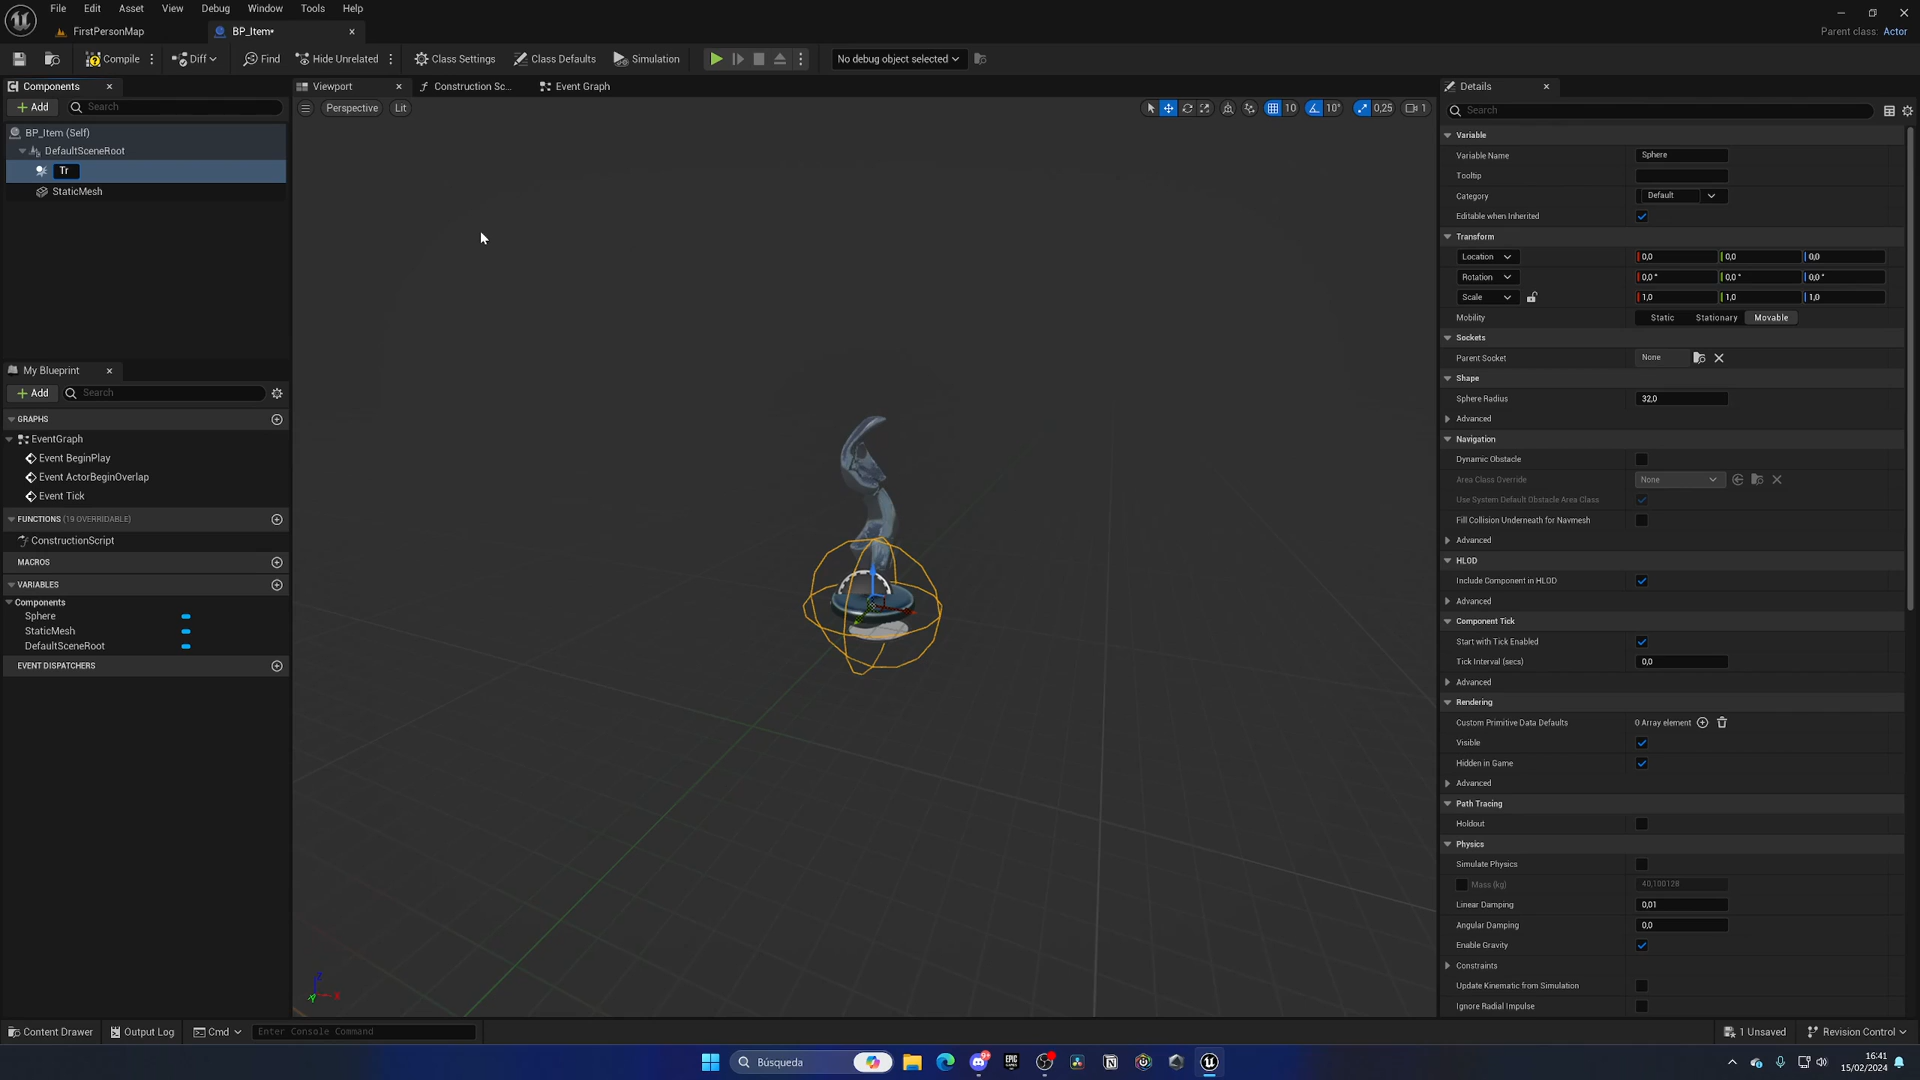 File Edit Asset View Debug Window Tools Help
FirstPersonMap
BP_Item*
Parent class: Actor
Compile
Diff
Find
Hide Unrelated
Class Settings
Class Defaults
Simulation
No debug object selected
Components
Add
Search
BP_Item (Self)
DefaultSceneRoot
Tr
StaticMesh
My Blueprint
Add
Search
GRAPHS
EventGraph
Event BeginPlay
Event ActorBeginOverlap
Event Tick
FUNCTIONS (19 OVERRIDABLE)
ConstructionScript
MACROS
VARIABLES
Components
Sphere
StaticMesh
DefaultSceneRoot
EVENT DISPATCHERS
Viewport
Construction Sc...
Event Graph
Perspective
Lit
10
10°
0,25
1
Z
X
Y
Details
Search
Variable
Variable Name Sphere
Tooltip
Category Default
Editable when Inherited
Transform
Location 0,0 0,0 0,0
Rotation 0,0 ° 0,0 ° 0,0 °
Scale 1,0 1,0 1,0
Mobility Static Stationary Movable
Sockets
Parent Socket None
Shape
Sphere Radius 32,0
Advanced
Navigation
Dynamic Obstacle
Area Class Override None
Use System Default Obstacle Area Class
Fill Collision Underneath for Navmesh
Advanced
HLOD
Include Component in HLOD
Advanced
Component Tick
Start with Tick Enabled
Tick Interval (secs) 0,0
Advanced
Rendering
Custom Primitive Data Defaults 0 Array element
Visible
Hidden in Game
Advanced
Path Tracing
Holdout
Physics
Simulate Physics
Mass (kg) 40,100128
Linear Damping 0,01
Angular Damping 0,0
Enable Gravity
Constraints
Update Kinematic from Simulation
Ignore Radial Impulse
Content Drawer
Output Log
Cmd
Enter Console Command
1 Unsaved
Revision Control
Búsqueda
EPIC GAMES
16:41
15/02/2024